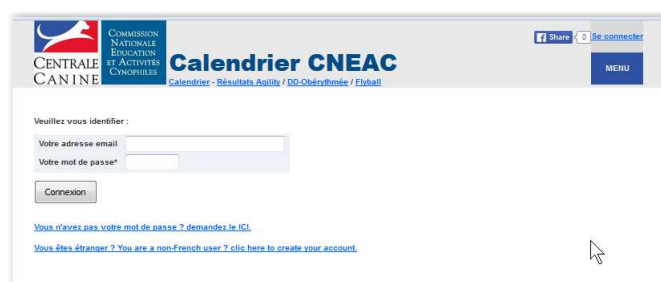 COMMISSION
NATIONALE
EDUCATION
ET ACTIVITÉS
CYNOPHILES
CENTRALE
CANINE
Calendrier CNEAC
Calendrier - Résultats Agility / DD-Obérythmée / Flyball
Share 0 Se connecter
MENU
Veuillez vous identifier :
Votre adresse email
Votre mot de passe*
Connexion
Vous n'avez pas votre mot de passe ? demandez le ICI.
Vous êtes étranger ? You are a non-French user ? clic here to create your account.